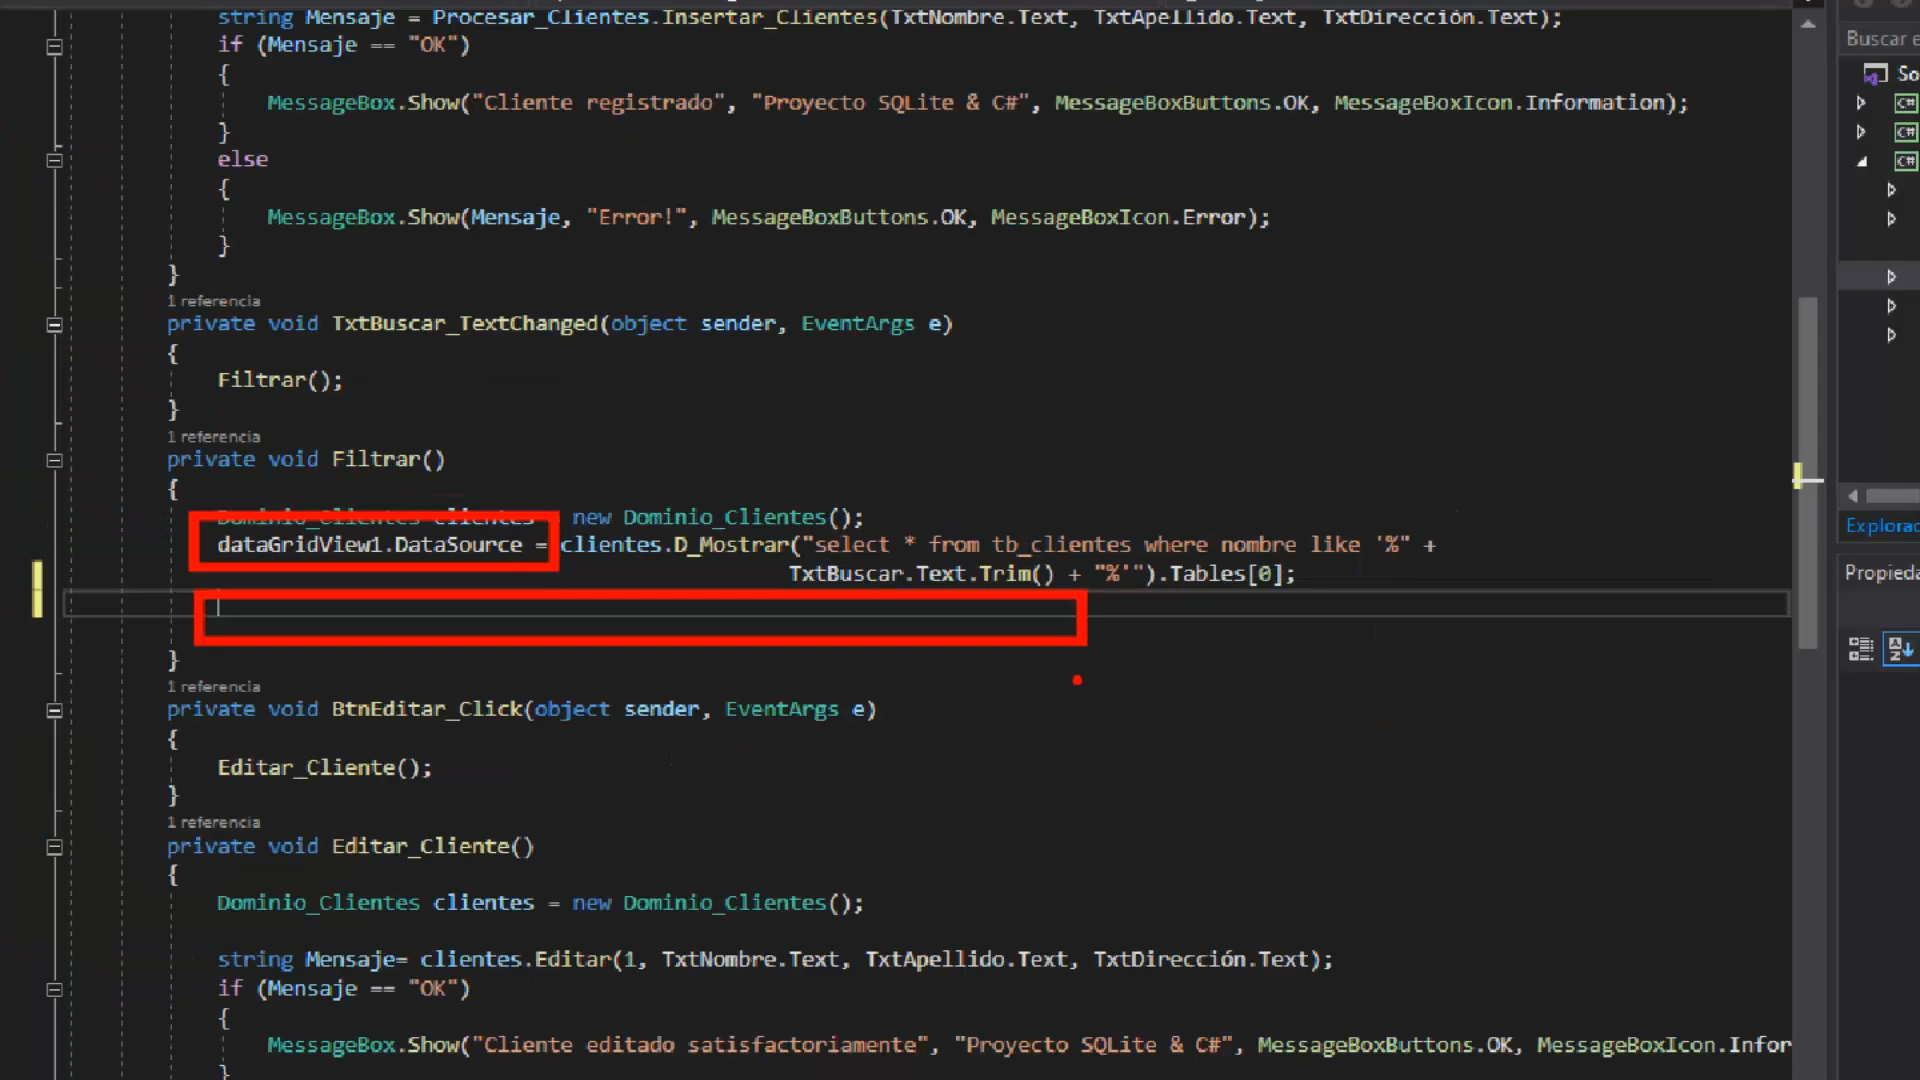 string Mensaje = Procesar_Clientes.Insertar_Clientes(TxtNombre.Text, TxtApellido.Text, TxtDirección.Text);
if (Mensaje == "OK")
{
MessageBox.Show("Cliente registrado", "Proyecto SQLite & C#", MessageBoxButtons.OK, MessageBoxIcon.Information);
}
else
{
MessageBox.Show(Mensaje, "Error!", MessageBoxButtons.OK, MessageBoxIcon.Error);
}
}
1 referencia
private void TxtBuscar_TextChanged(object sender, EventArgs e)
{
Filtrar();
}
1 referencia
private void Filtrar()
{
Dominio_Clientes clientes new Dominio_Clientes();
dataGridView1.DataSource = clientes.D_Mostrar("select * from tb_clientes where nombre like '%" +
TxtBuscar.Text.Trim() + "%'").Tables[0];
}
1 referencia
private void BtnEditar_Click(object sender, EventArgs e)
{
Editar_Cliente();
}
1 referencia
private void Editar_Cliente()
{
Dominio_Clientes clientes = new Dominio_Clientes();
string Mensaje= clientes.Editar(1, TxtNombre.Text, TxtApellido.Text, TxtDirección.Text);
if (Mensaje == "OK")
{
MessageBox.Show("Cliente editado satisfactoriamente", "Proyecto SQLite & C#", MessageBoxButtons.OK, MessageBoxIcon.Infor
}
Buscar e
So
C#
C#
C#
Explorad
Propieda